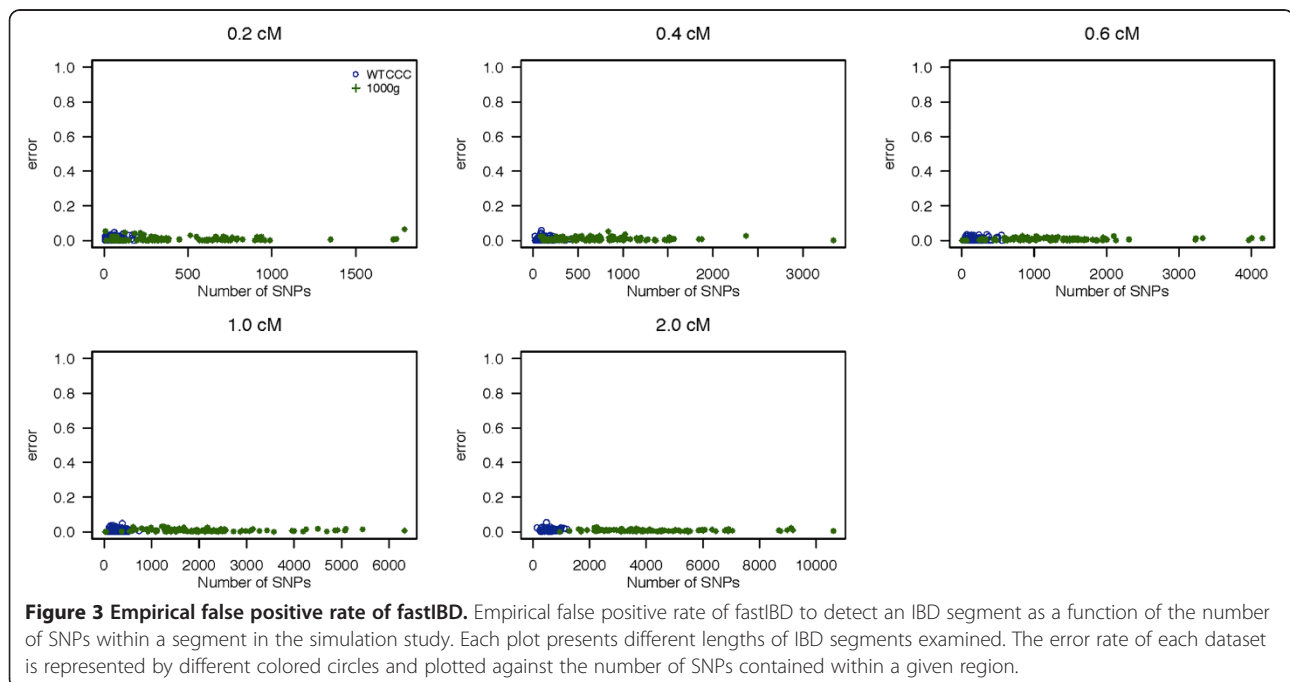 0.2 cM
1.0
0.8
0.6
0.4
0.2
0.0
error
WTCCC
1000g
0 500 1000 1500
Number of SNPs
0.4 cM
1.0
0.8
0.6
0.4
0.2
0.0
error
0 500 1000 2000 3000
Number of SNPs
0.6 cM
1.0
0.8
0.6
0.4
0.2
0.0
error
0 1000 2000 3000 4000
Number of SNPs
1.0 cM
1.0
0.8
0.6
0.4
0.2
0.0
error
0 1000 2000 3000 4000 5000 6000
Number of SNPs
2.0 cM
1.0
0.8
0.6
0.4
0.2
0.0
error
0 2000 4000 6000 8000 10000
Number of SNPs
Figure 3 Empirical false positive rate of fastIBD. Empirical false positive rate of fastIBD to detect an IBD segment as a function of the number
of SNPs within a segment in the simulation study. Each plot presents different lengths of IBD segments examined. The error rate of each dataset
is represented by different colored circles and plotted against the number of SNPs contained within a given region.